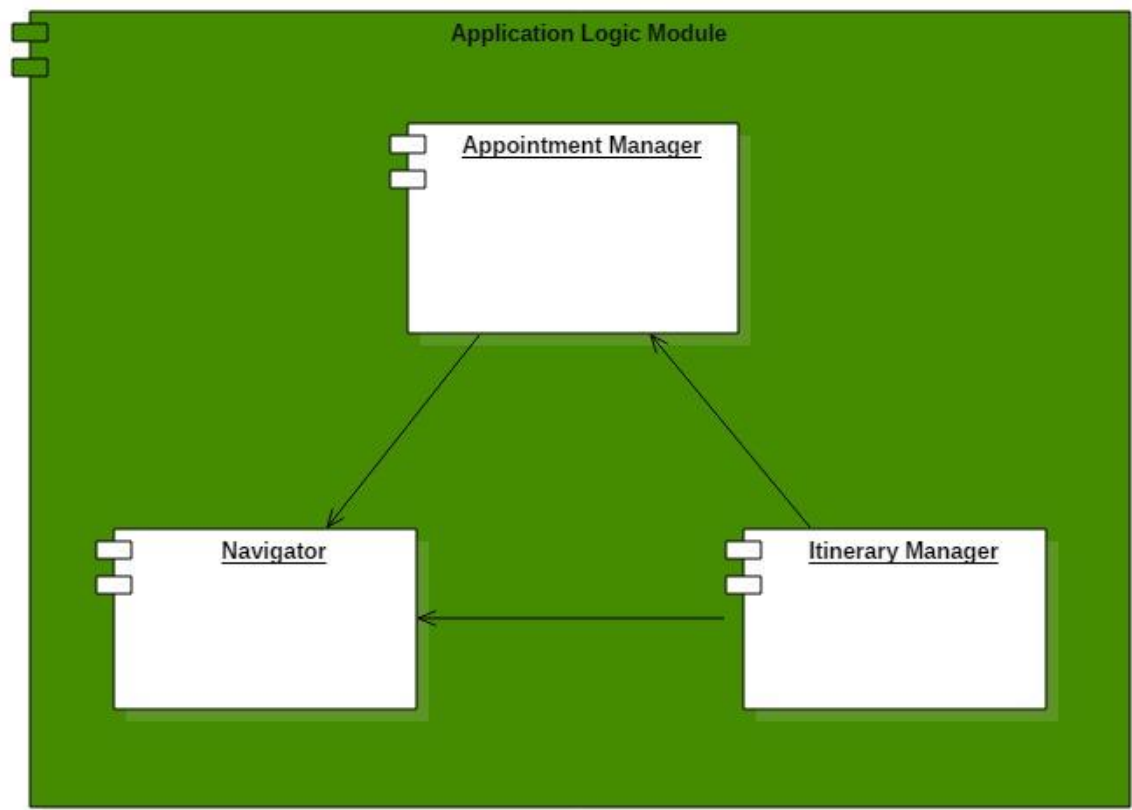 Application Logic Module
Appointment Manager
Navigator
Itinerary Manager